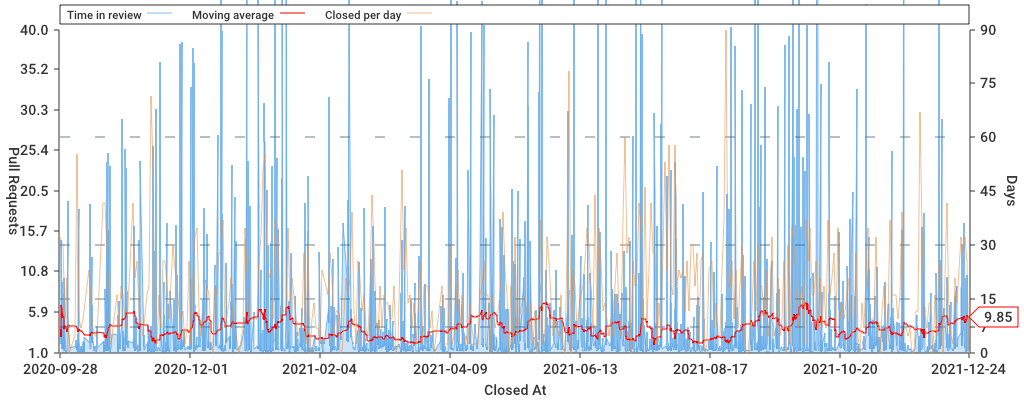 Time in review Moving average Closed per day
40.0 90
35.2 75
30.3
60
25.4
20.5 45
15.7 30
10.8
15
5.9 9.85
7
1.0 0
Pull Requests
Days
2020-09-28 2020-12-01 2021-02-04 2021-04-09 2021-06-13 2021-08-17 2021-10-20 2021-12-24
Closed At